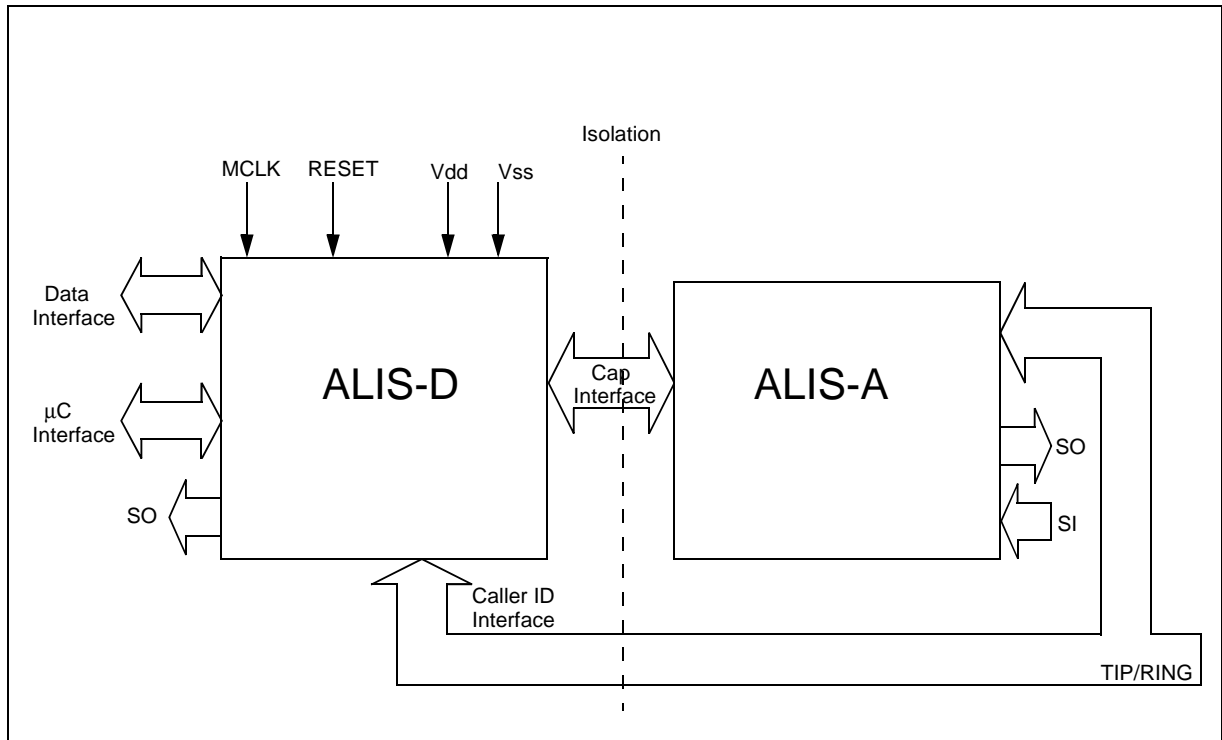 Isolation
MCLK
RESET
Vdd
Vss
Data
Interface
ALIS-D
Cap
Interface
ALIS-A
μC
Interface
SO
SO
SI
Caller ID
Interface
TIP/RING